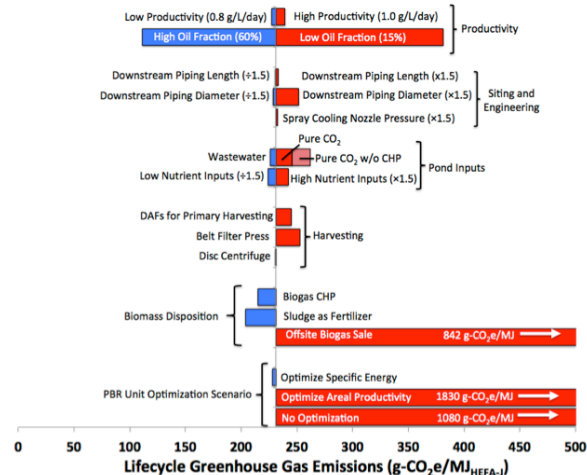 Low Productivity (0.8 g/L/day) High Productivity (1.0 g/L/day)
High Oil Fraction (60%) Low Oil Fraction (15%)
Productivity
Downstream Piping Length (÷1.5) Downstream Piping Length (x1.5)
Downstream Piping Diameter (÷1.5) Downstream Piping Diameter (×1.5)
Spray Cooling Nozzle Pressure (×1.5)
Siting and
Engineering
Pure CO₂
Wastewater Pure CO₂ w/o CHP
Low Nutrient Inputs (÷1.5) High Nutrient Inputs (×1.5)
Pond Inputs
DAFs for Primary Harvesting
Belt Filter Press
Disc Centrifuge
Harvesting
Biogas CHP
Biomass Disposition Sludge as Fertilizer
Offsite Biogas Sale 842 g-CO₂e/MJ
Optimize Specific Energy
PBR Unit Optimization Scenario Optimize Areal Productivity 1830 g-CO₂e/MJ
No Optimization 1080 g-CO₂e/MJ
0 50 100 150 200 250 300 350 400 450 500
Lifecycle Greenhouse Gas Emissions (g-CO₂e/MJ_HEFA-J)